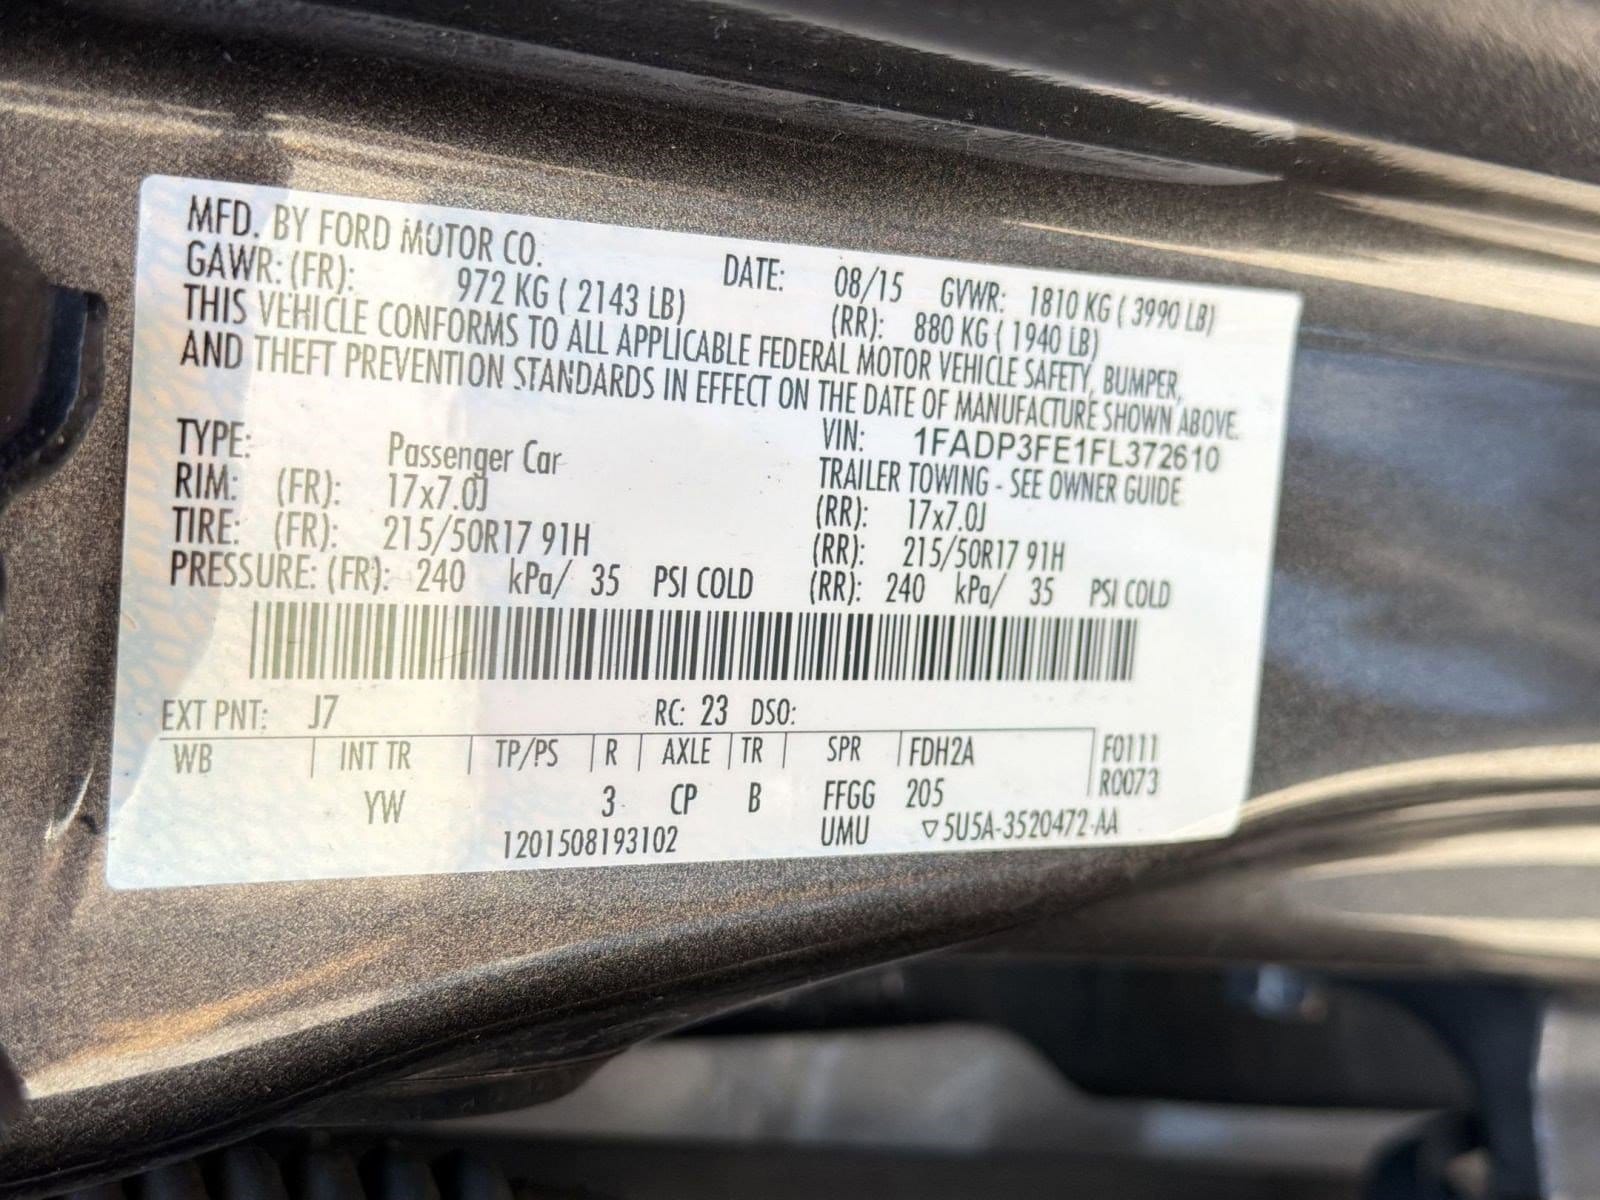 MFD. BY FORD MOTOR CO.
DATE: 08/15 GVWR: 1810 KG ( 3990 LB)
GAWR: (FR): 972 KG ( 2143 LB) (RR): 880 KG ( 1940 LB)
THIS VEHICLE CONFORMS TO ALL APPLICABLE FEDERAL MOTOR VEHICLE SAFETY, BUMPER,
AND THEFT PREVENTION STANDARDS IN EFFECT ON THE DATE OF MANUFACTURE SHOWN ABOVE.
VIN: 1FADP3FE1FL372610
TYPE: Passenger Car TRAILER TOWING - SEE OWNER GUIDE
RIM: (FR): 17x7.0J (RR): 17x7.0J
TIRE: (FR): 215/50R17 91H (RR): 215/50R17 91H
PRESSURE: (FR): 240 kPa/ 35 PSI COLD (RR): 240 kPa/ 35 PSI COLD
EXT PNT: J7 RC: 23 DSO:
WB INT TR TP/PS R AXLE TR SPR FDH2A F0111
R0073
YW 3 CP B FFGG 205
1201508193102 UMU ▽5U5A-3520472-AA